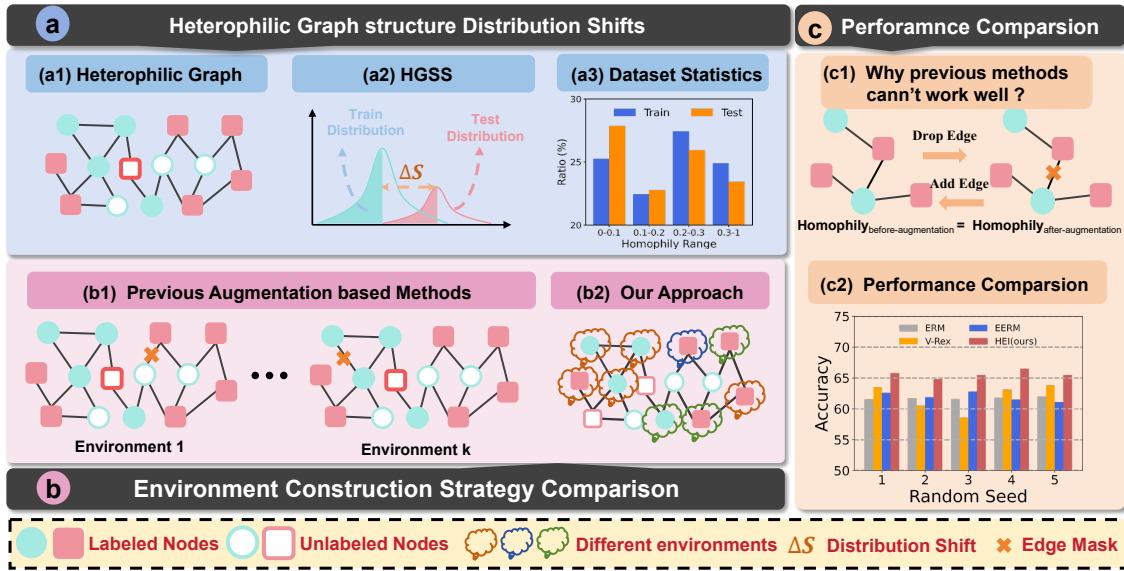 a
Heterophilic Graph structure Distribution Shifts
(a1) Heterophilic Graph
(a2) HGSS
Train
Distribution
Test
Distribution
ΔS
(a3) Dataset Statistics
30
25
20
Ratio (%)
Train
Test
0-0.1
0.1-0.2
0.2-0.3
0.3-1
Homophily Range
(b1) Previous Augmentation based Methods
Environment 1
Environment k
(b2) Our Approach
b
Environment Construction Strategy Comparison
c
Perforamnce Comparsion
(c1) Why previous methods
cann't work well ?
Drop Edge
Add Edge
Homophilybefore-augmentation = Homophilyafter-augmentation
(c2) Performance Comparsion
75
70
65
60
55
50
Accuracy
ERM
V-Rex
EERM
HEI(ours)
1
2
3
4
5
Random Seed
Labeled Nodes
Unlabeled Nodes
Different environments
ΔS Distribution Shift
Edge Mask